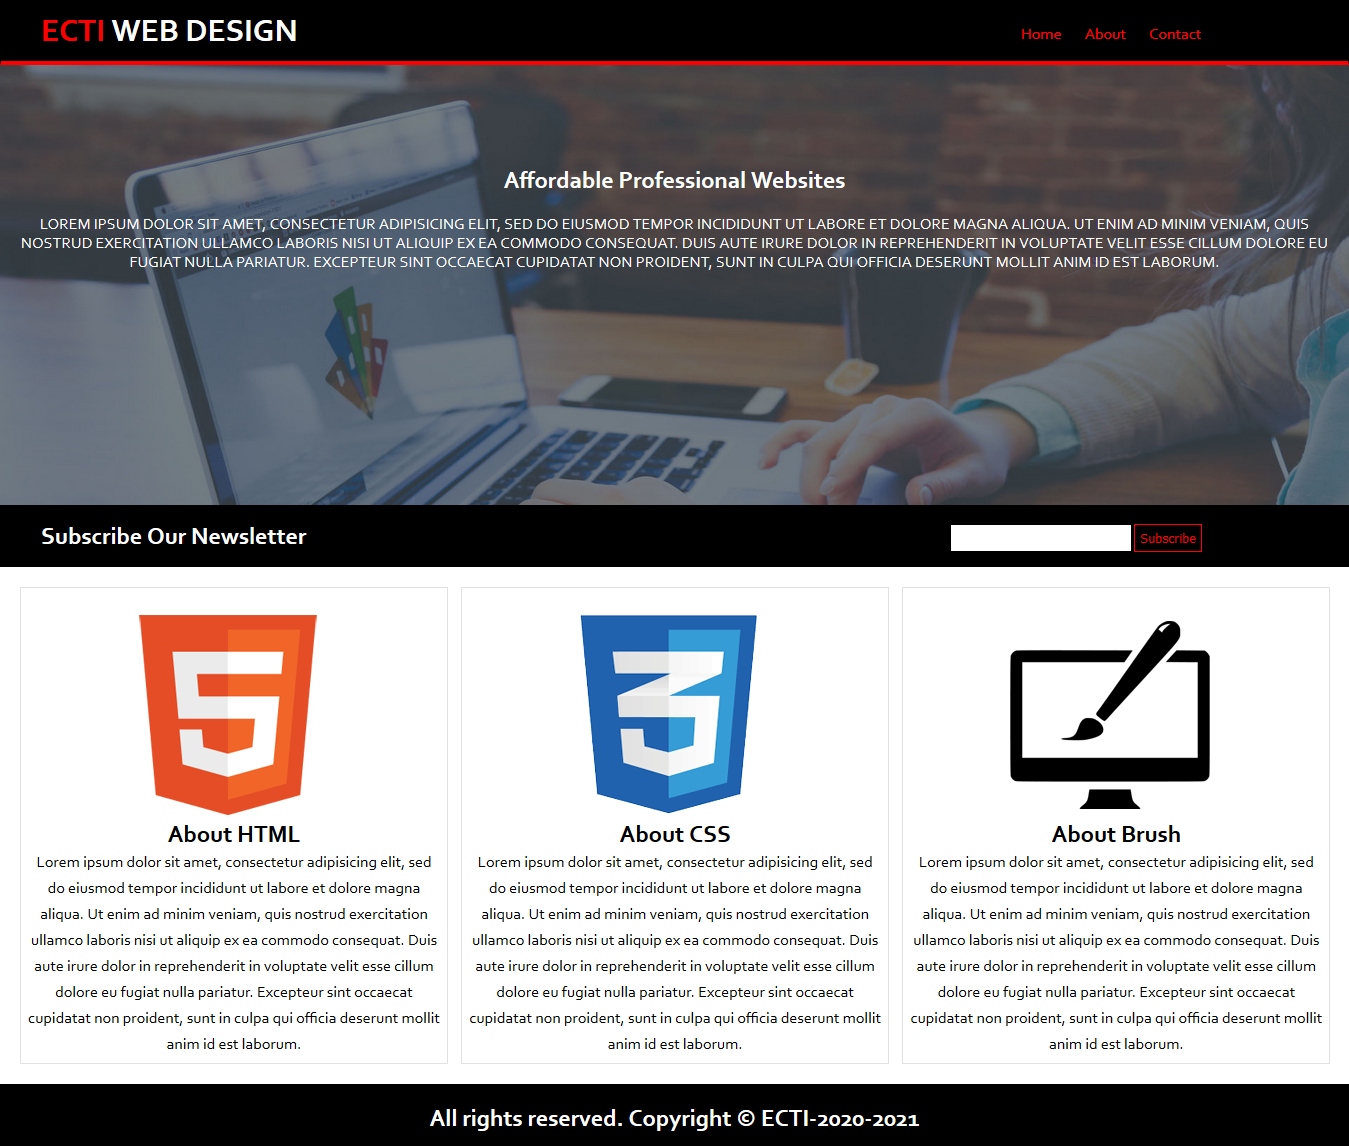 ECTI WEB DESIGN
Home About Contact
Affordable Professional Websites
LOREM IPSUM DOLOR SIT AMET, CONSECTETUR ADIPISICING ELIT, SED DO EIUSMOD TEMPOR INCIDIDUNT UT LABORE ET DOLORE MAGNA ALIQUA. UT ENIM AD MINIM VENIAM, QUIS
NOSTRUD EXERCITATION ULLAMCO LABORIS NISI UT ALIQUIP EX EA COMMODO CONSEQUAT. DUIS AUTE IRURE DOLOR IN REPREHENDERIT IN VOLUPTATE VELIT ESSE CILLUM DOLORE EU
FUGIAT NULLA PARIATUR. EXCEPTEUR SINT OCCAECAT CUPIDATAT NON PROIDENT, SUNT IN CULPA QUI OFFICIA DESERUNT MOLLIT ANIM ID EST LABORUM.
Subscribe Our Newsletter
Subscribe
About HTML
Lorem ipsum dolor sit amet, consectetur adipisicing elit, sed
do eiusmod tempor incididunt ut labore et dolore magna
aliqua. Ut enim ad minim veniam, quis nostrud exercitation
ullamco laboris nisi ut aliquip ex ea commodo consequat. Duis
aute irure dolor in reprehenderit in voluptate velit esse cillum
dolore eu fugiat nulla pariatur. Excepteur sint occaecat
cupidatat non proident, sunt in culpa qui officia deserunt mollit
anim id est laborum.
About CSS
Lorem ipsum dolor sit amet, consectetur adipisicing elit, sed
do eiusmod tempor incididunt ut labore et dolore magna
aliqua. Ut enim ad minim veniam, quis nostrud exercitation
ullamco laboris nisi ut aliquip ex ea commodo consequat. Duis
aute irure dolor in reprehenderit in voluptate velit esse cillum
dolore eu fugiat nulla pariatur. Excepteur sint occaecat
cupidatat non proident, sunt in culpa qui officia deserunt mollit
anim id est laborum.
About Brush
Lorem ipsum dolor sit amet, consectetur adipisicing elit, sed
do eiusmod tempor incididunt ut labore et dolore magna
aliqua. Ut enim ad minim veniam, quis nostrud exercitation
ullamco laboris nisi ut aliquip ex ea commodo consequat. Duis
aute irure dolor in reprehenderit in voluptate velit esse cillum
dolore eu fugiat nulla pariatur. Excepteur sint occaecat
cupidatat non proident, sunt in culpa qui officia deserunt mollit
anim id est laborum.
All rights reserved. Copyright © ECTI-2020-2021